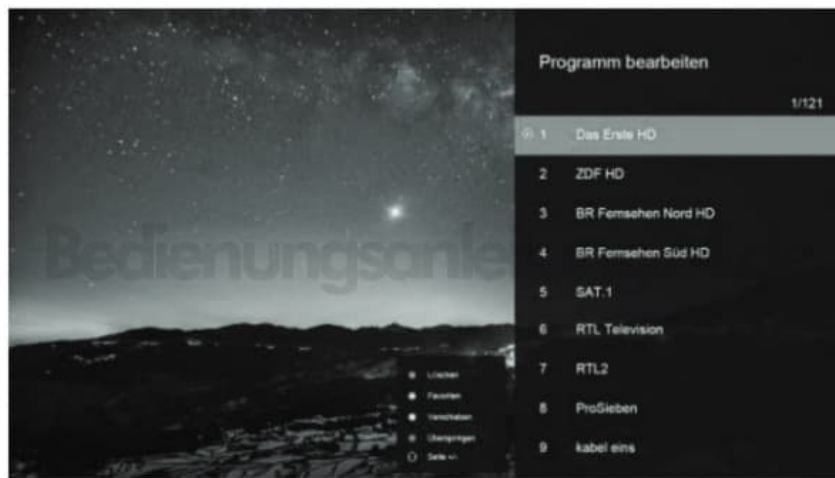 Programm bearbeiten
1/121
1 Das Erste HD
2 ZDF HD
3 BR Fernsehen Nord HD
4 BR Fernsehen Süd HD
5 SAT.1
6 RTL Television
7 RTL2
8 ProSieben
9 kabel eins
Bedienungsanle
Löschen
Favoriten
Verschieben
Überspringen
Seite +/-